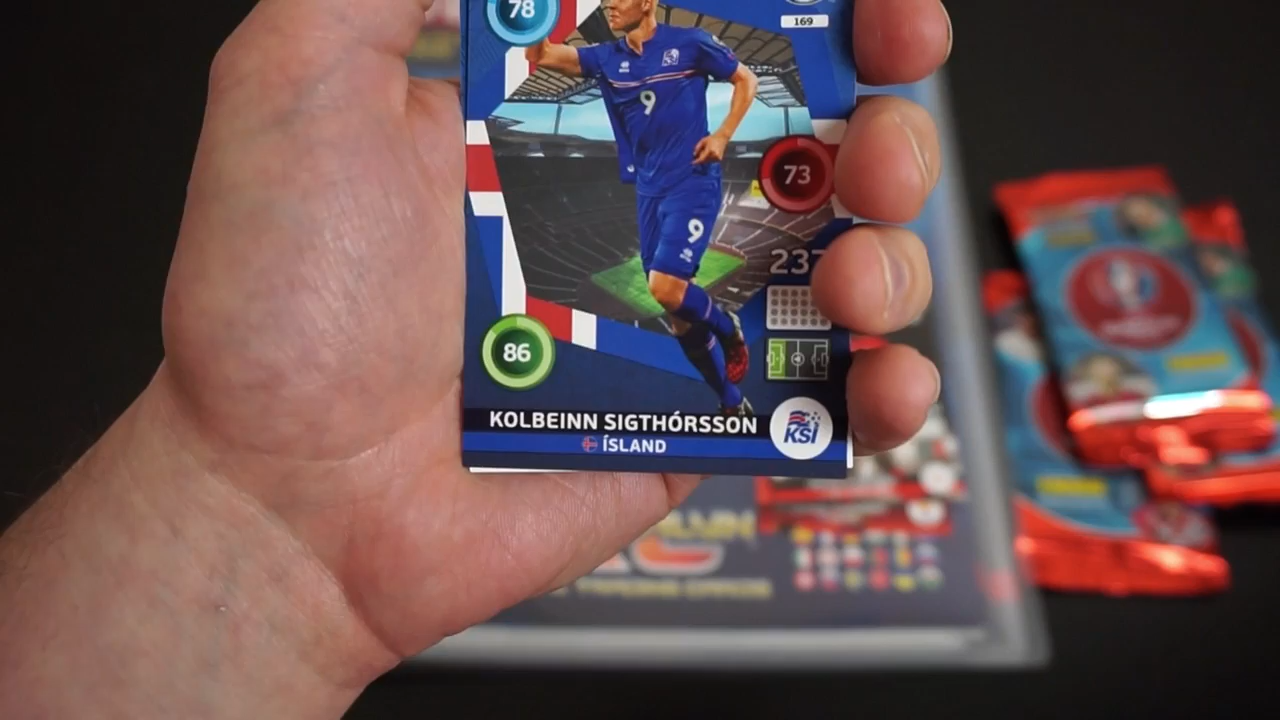 78
169
9
73
9
237
86
KOLBEINN SIGTHÓRSSON
ÍSLAND
KSÍ